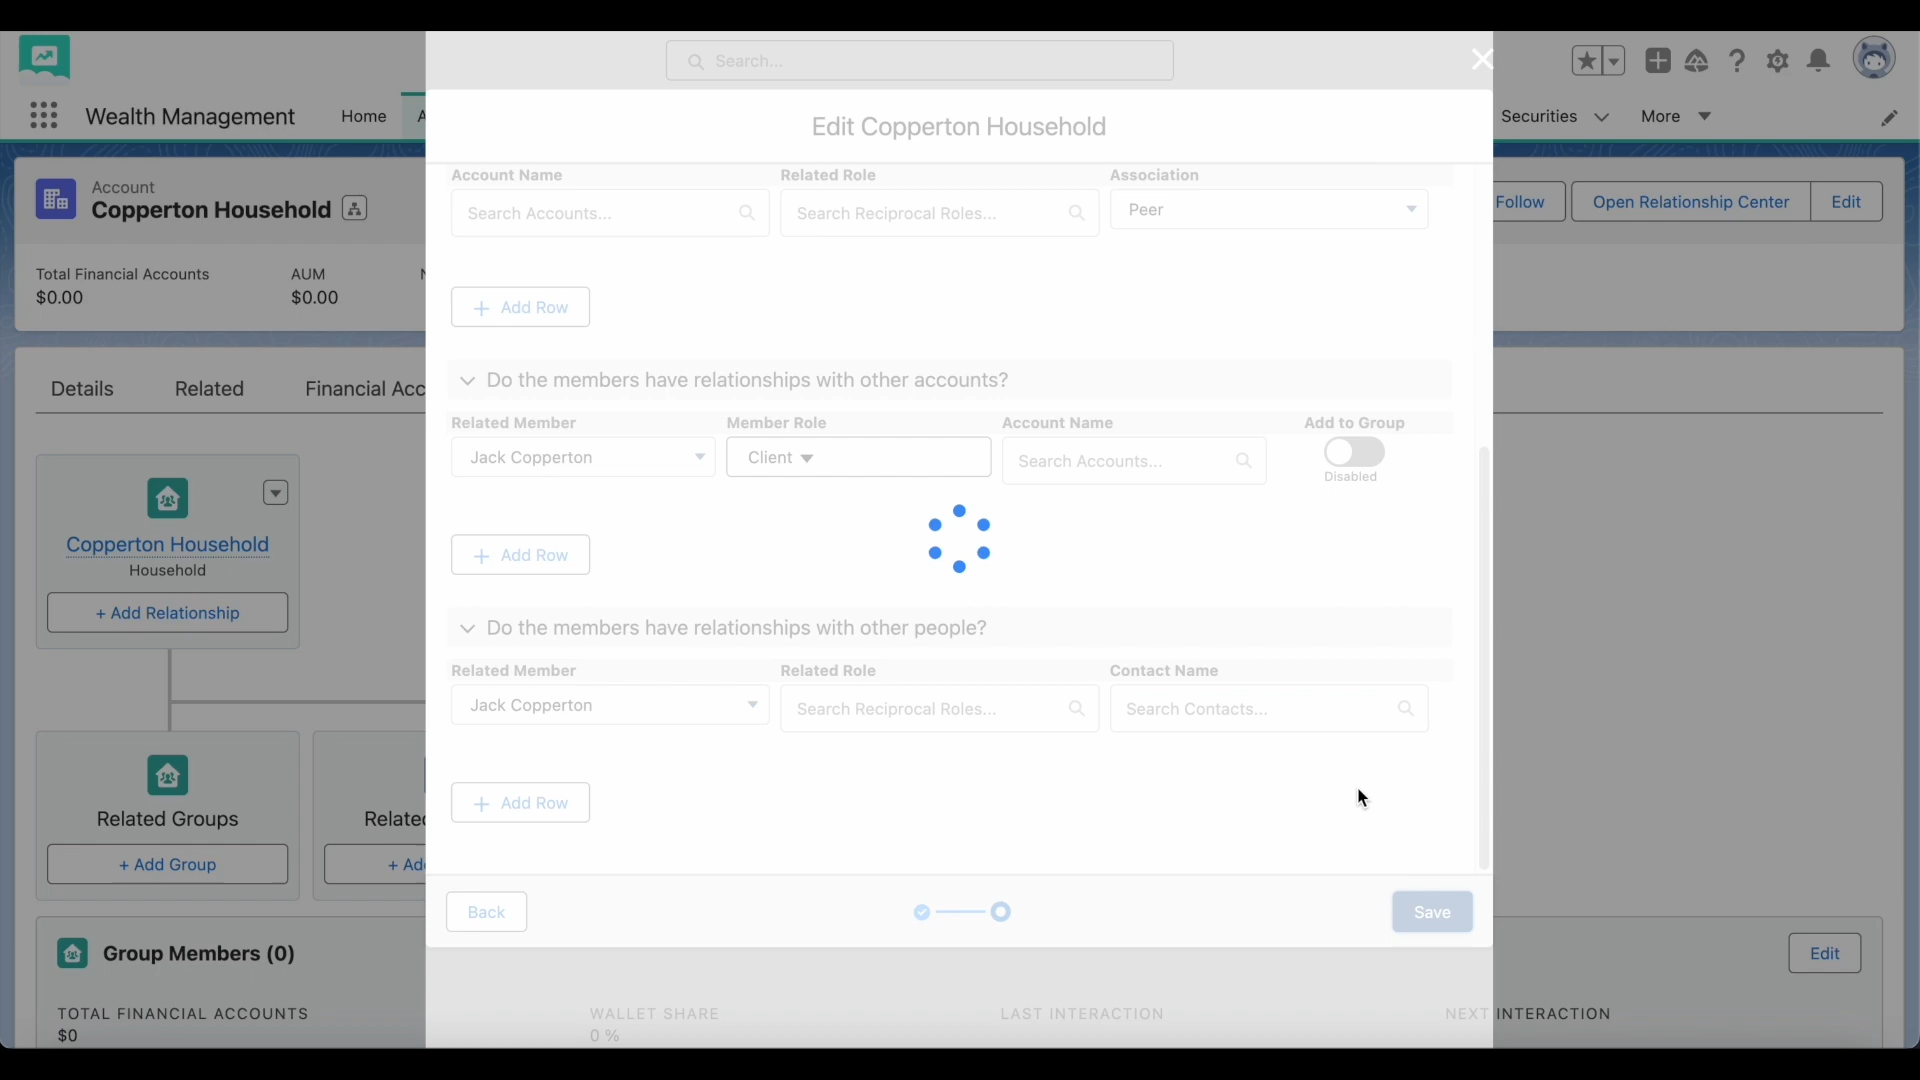 Search...
Wealth Management
Home
A
Securities
More
Edit Copperton Household
Account
Copperton Household
Follow
Open Relationship Center
Edit
Total Financial Accounts
$0.00
AUM
$0.00
N
Account Name
Related Role
Association
Search Accounts...
Search Reciprocal Roles...
Peer
+ Add Row
Details
Related
Financial Acc
Do the members have relationships with other accounts?
Related Member
Member Role
Account Name
Add to Group
Jack Copperton
Client
Search Accounts...
Disabled
+ Add Row
Copperton Household
Household
+ Add Relationship
Do the members have relationships with other people?
Related Member
Related Role
Contact Name
Jack Copperton
Search Reciprocal Roles...
Search Contacts...
+ Add Row
Related Groups
+ Add Group
Relate
+ Ad
Back
Save
Group Members (0)
Edit
TOTAL FINANCIAL ACCOUNTS
$0
WALLET SHARE
0 %
LAST INTERACTION
NEXT INTERACTION